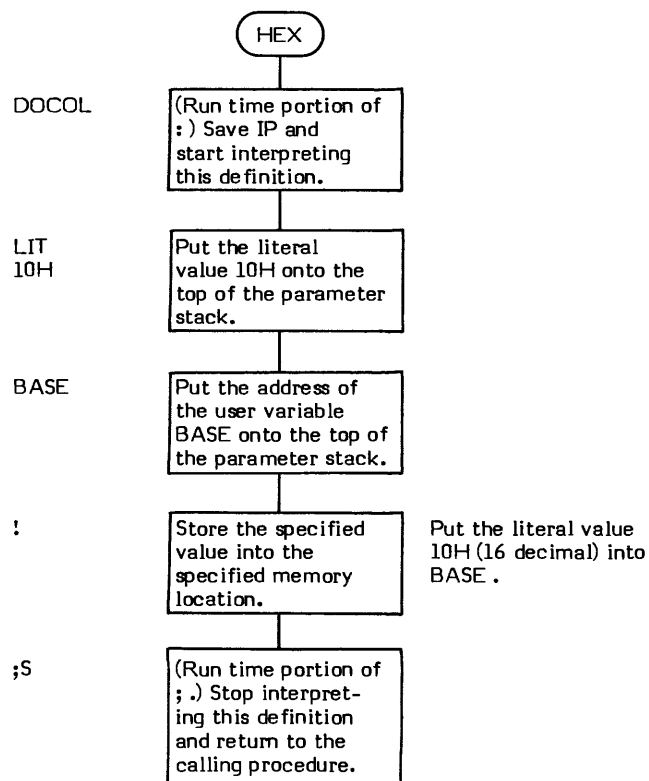 HEX
DOCOL
(Run time portion of
: ) Save IP and
start interpreting
this definition.
LIT
10H
Put the literal
value 10H onto the
top of the parameter
stack.
BASE
Put the address of
the user variable
BASE onto the top of
the parameter stack.
!
Store the specified
value into the
specified memory
location.
Put the literal value
10H (16 decimal) into
BASE .
;S
(Run time portion of
; .) Stop interpret-
ing this definition
and return to the
calling procedure.